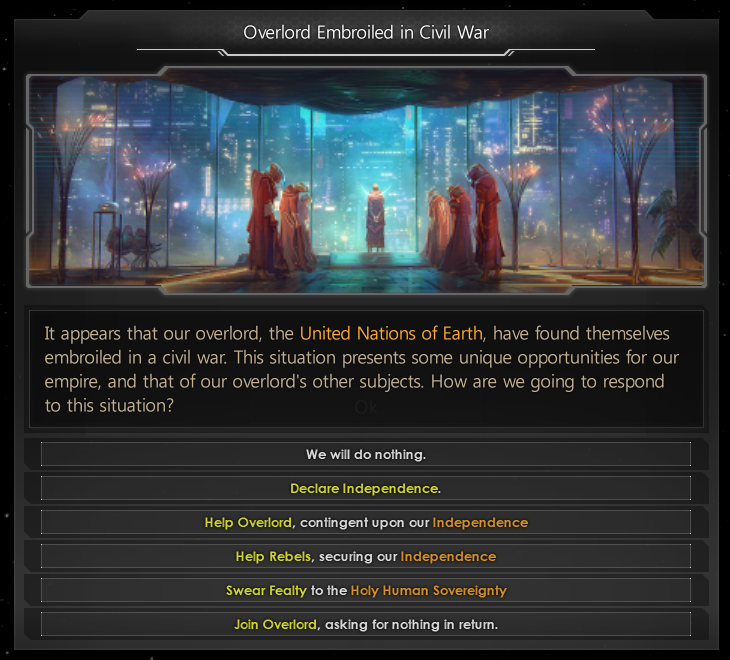 Overlord Embroiled in Civil War
It appears that our overlord, the United Nations of Earth, have found themselves
embroiled in a civil war. This situation presents some unique opportunities for our
empire, and that of our overlord's other subjects. How are we going to respond
to this situation?
Ok
We will do nothing.
Declare Independence.
Help Overlord, contingent upon our Independence
Help Rebels, securing our Independence
Swear Fealty to the Holy Human Sovereignty
Join Overlord, asking for nothing in return.